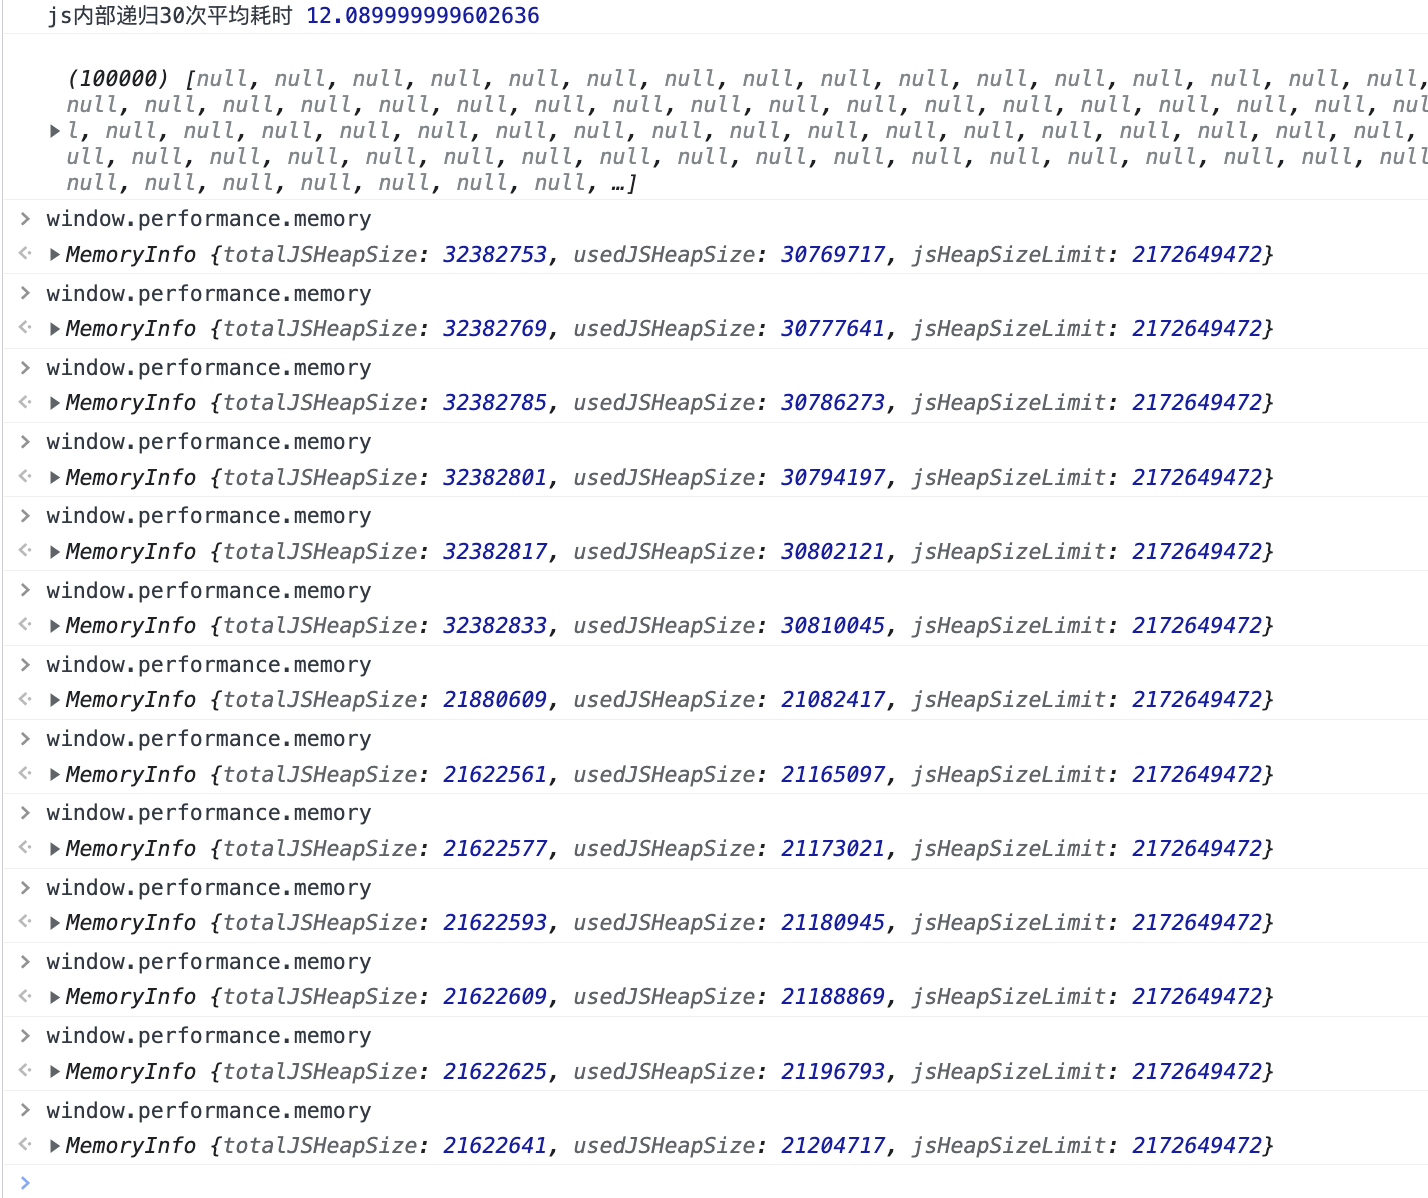 js内部递归30次平均耗时 12.089999999602636
(100000) [null, null, null, null, null, null, null, null, null, null, null, null, null, null, null, null,
null, null, null, null, null, null, null, null, null, null, null, null, null, null, null, null, null, nul
l, null, null, null, null, null, null, null, null, null, null, null, null, null, null, null, null, null,
ull, null, null, null, null, null, null, null, null, null, null, null, null, null, null, null, null, null
null, null, null, null, null, null, null, …]
> window.performance.memory
<· ▶MemoryInfo {totalJSHeapSize: 32382753, usedJSHeapSize: 30769717, jsHeapSizeLimit: 2172649472}
> window.performance.memory
<· ▶MemoryInfo {totalJSHeapSize: 32382769, usedJSHeapSize: 30777641, jsHeapSizeLimit: 2172649472}
> window.performance.memory
<· ▶MemoryInfo {totalJSHeapSize: 32382785, usedJSHeapSize: 30786273, jsHeapSizeLimit: 2172649472}
> window.performance.memory
<· ▶MemoryInfo {totalJSHeapSize: 32382801, usedJSHeapSize: 30794197, jsHeapSizeLimit: 2172649472}
> window.performance.memory
<· ▶MemoryInfo {totalJSHeapSize: 32382817, usedJSHeapSize: 30802121, jsHeapSizeLimit: 2172649472}
> window.performance.memory
<· ▶MemoryInfo {totalJSHeapSize: 32382833, usedJSHeapSize: 30810045, jsHeapSizeLimit: 2172649472}
> window.performance.memory
<· ▶MemoryInfo {totalJSHeapSize: 21880609, usedJSHeapSize: 21082417, jsHeapSizeLimit: 2172649472}
> window.performance.memory
<· ▶MemoryInfo {totalJSHeapSize: 21622561, usedJSHeapSize: 21165097, jsHeapSizeLimit: 2172649472}
> window.performance.memory
<· ▶MemoryInfo {totalJSHeapSize: 21622577, usedJSHeapSize: 21173021, jsHeapSizeLimit: 2172649472}
> window.performance.memory
<· ▶MemoryInfo {totalJSHeapSize: 21622593, usedJSHeapSize: 21180945, jsHeapSizeLimit: 2172649472}
> window.performance.memory
<· ▶MemoryInfo {totalJSHeapSize: 21622609, usedJSHeapSize: 21188869, jsHeapSizeLimit: 2172649472}
> window.performance.memory
<· ▶MemoryInfo {totalJSHeapSize: 21622625, usedJSHeapSize: 21196793, jsHeapSizeLimit: 2172649472}
> window.performance.memory
<· ▶MemoryInfo {totalJSHeapSize: 21622641, usedJSHeapSize: 21204717, jsHeapSizeLimit: 2172649472}
>